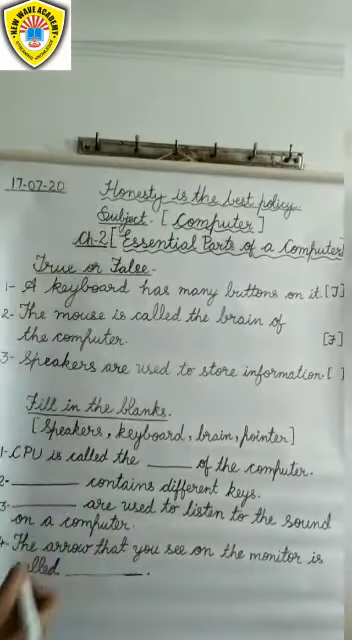 NEW WAVE ACADEMY
17-07-20
Honesty is the best policy.
Subject - [Computer]
Ch-2 [Essential Parts of a Computer]
True or False -
1- A keyboard has many buttons on it. [T]
2- The mouse is called the brain of
the computer. [F]
3- Speakers are used to store information. [ ]
Fill in the blanks.
[Speakers, keyboard, brain, pointer]
1- CPU is called the ____ of the computer.
2- ____ contains different keys.
3- ____ are used to listen to the sound
on a computer.
4- The arrow that you see on the monitor is
called ____.